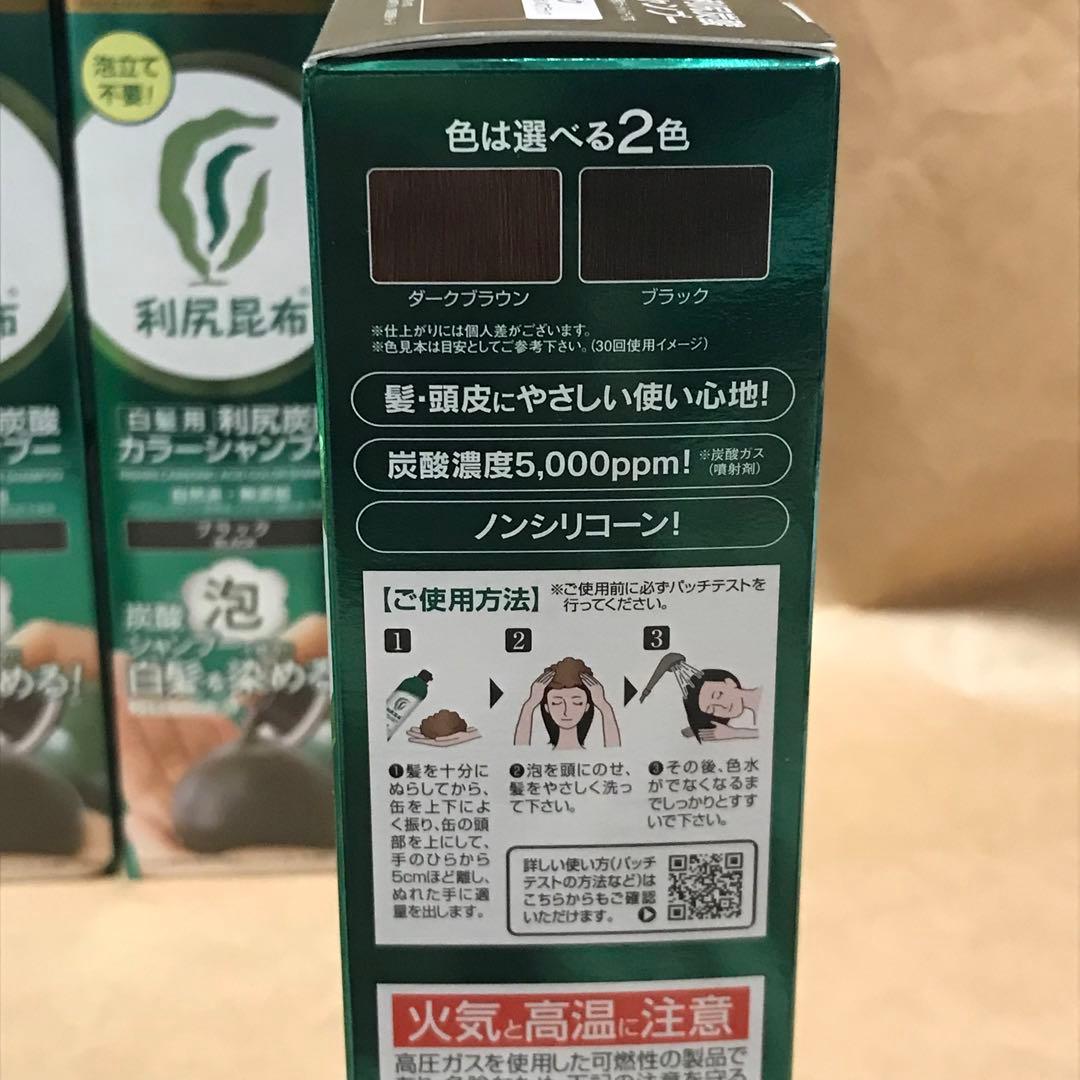 色は選べる2色
ダークブラウン
ブラック
※仕上がりには個人差がございます。
※色見本は目安としてご参考下さい。(30回使用イメージ)
髪・頭皮にやさしい使い心地!
炭酸濃度5,000ppm!
※炭酸ガス
(噴射剤)
ノンシリコーン!
【ご使用方法】
※ご使用前に必ずパッチテストを
行ってください。
1
2
3
❶髪を十分に
ぬらしてから、
缶を上下によ
く振り、缶の頭
部を上にして、
手のひらから
5cmほど離し、
ぬれた手に適
量を出します。
❷泡を頭にのせ、
髪をやさしく洗っ
て下さい。
❸その後、色水
がでなくなるま
でしっかりとすす
いで下さい。
詳しい使い方(パッチ
テストの方法など)は
こちらからもご確認
いただけます。
火気と高温に注意
高圧ガスを使用した可燃性の製品で
泡立て
不要!
利尻昆布
白髪用 利尻炭
カラーシャンプー
ブラック
炭酸
泡
シャンプー
白髪を染める
布
炭酸
プー
める!